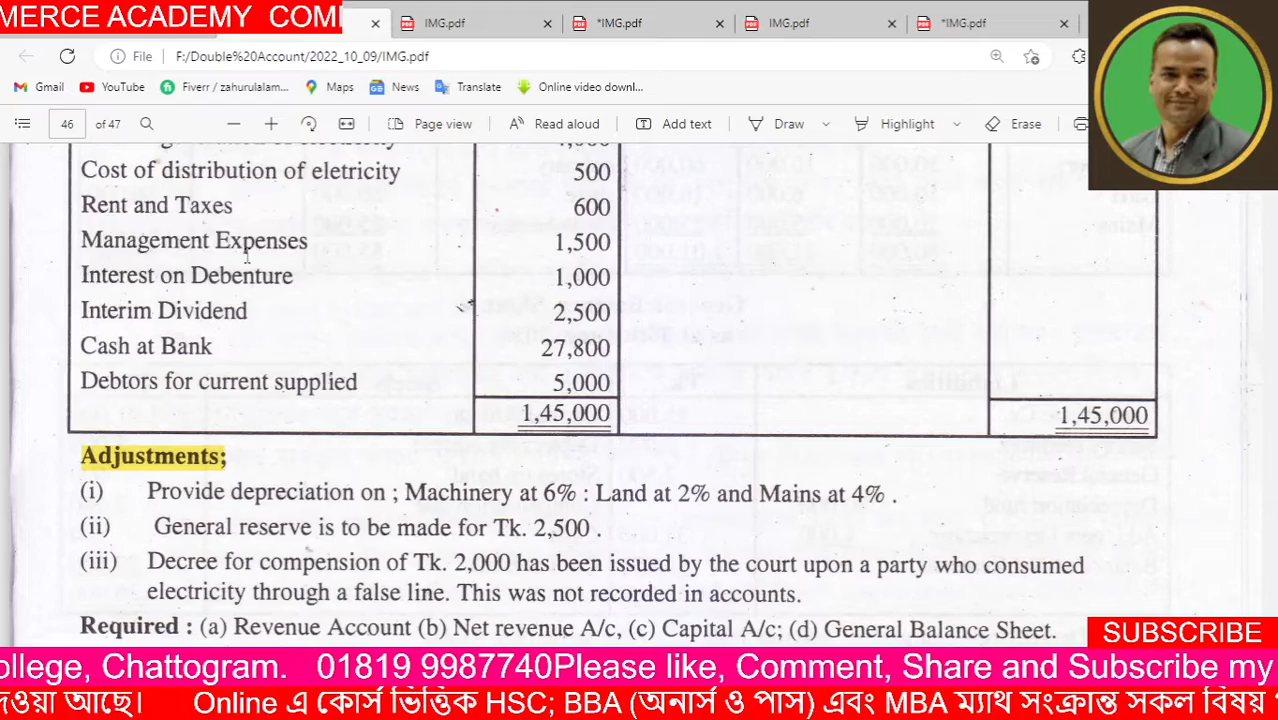 MERCE ACADEMY COM
IMG.pdf
*IMG.pdf
IMG.pdf
*IMG.pdf
File F:/Double%20Account/2022_10_09/IMG.pdf
Gmail YouTube Fiverr / zahurulalam... Maps News Translate Online video downl...
46 of 47 Page view Read aloud Add text Draw Highlight Erase
Cost of distribution of eletricity 500
Rent and Taxes 600
Management Expenses 1,500
Interest on Debenture 1,000
Interim Dividend 2,500
Cash at Bank 27,800
Debtors for current supplied 5,000
1,45,000 1,45,000
Adjustments;
(i) Provide depreciation on ; Machinery at 6% : Land at 2% and Mains at 4% .
(ii) General reserve is to be made for Tk. 2,500 .
(iii) Decree for compension of Tk. 2,000 has been issued by the court upon a party who consumed
electricity through a false line. This was not recorded in accounts.
Required : (a) Revenue Account (b) Net revenue A/c, (c) Capital A/c; (d) General Balance Sheet.
SUBSCRIBE
ollege, Chattogram. 01819 9987740Please like, Comment, Share and Subscribe my
দেওয়া আছে। Online এ কোর্স ভিত্তিক HSC; BBA (অনার্স ও পাস) এবং MBA ম্যাথ সংক্রান্ত সকল বিষয়